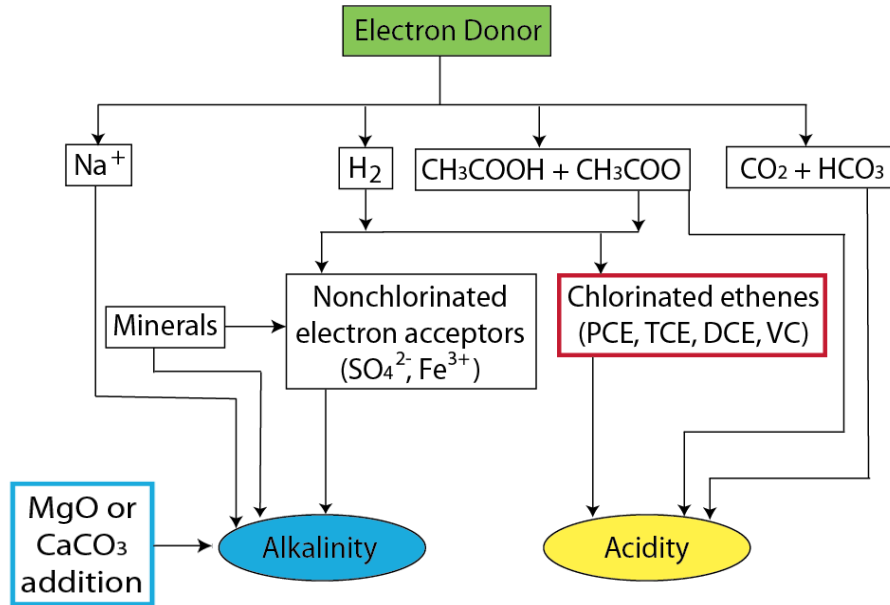 Electron Donor
Na⁺
H₂
CH₃COOH + CH₃COO
CO₂ + HCO₃
Minerals
Nonchlorinated
electron acceptors
(SO₄²⁻, Fe³⁺)
Chlorinated ethenes
(PCE, TCE, DCE, VC)
MgO or
CaCO₃
addition
Alkalinity
Acidity